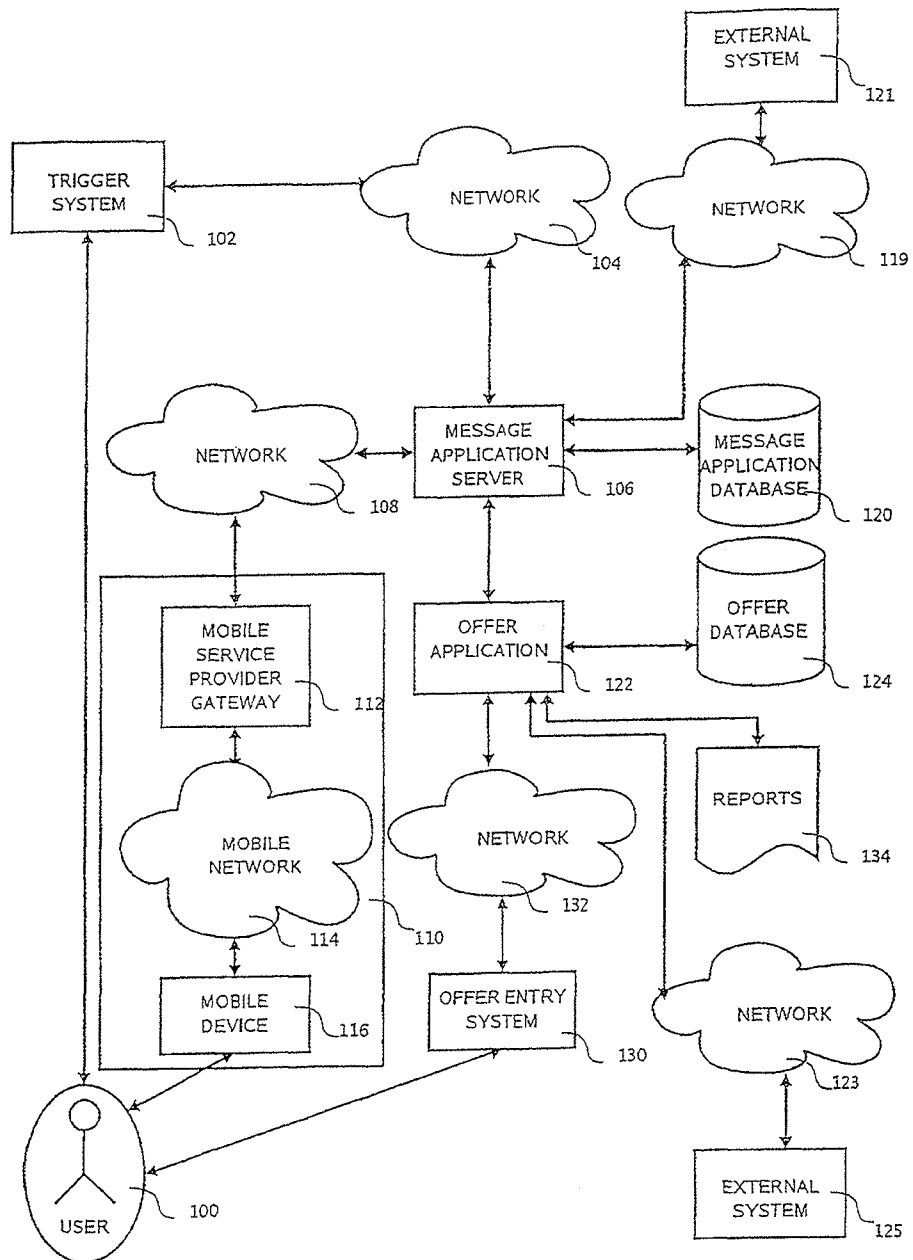 EXTERNAL
SYSTEM
121
TRIGGER
SYSTEM
102
NETWORK
104
NETWORK
119
NETWORK
108
MESSAGE
APPLICATION
SERVER
106
MESSAGE
APPLICATION
DATABASE
120
MOBILE
SERVICE
PROVIDER
GATEWAY
112
OFFER
APPLICATION
122
OFFER
DATABASE
124
REPORTS
134
MOBILE
NETWORK
114
110
NETWORK
132
MOBILE
DEVICE
116
OFFER ENTRY
SYSTEM
130
NETWORK
123
USER
100
EXTERNAL
SYSTEM
125